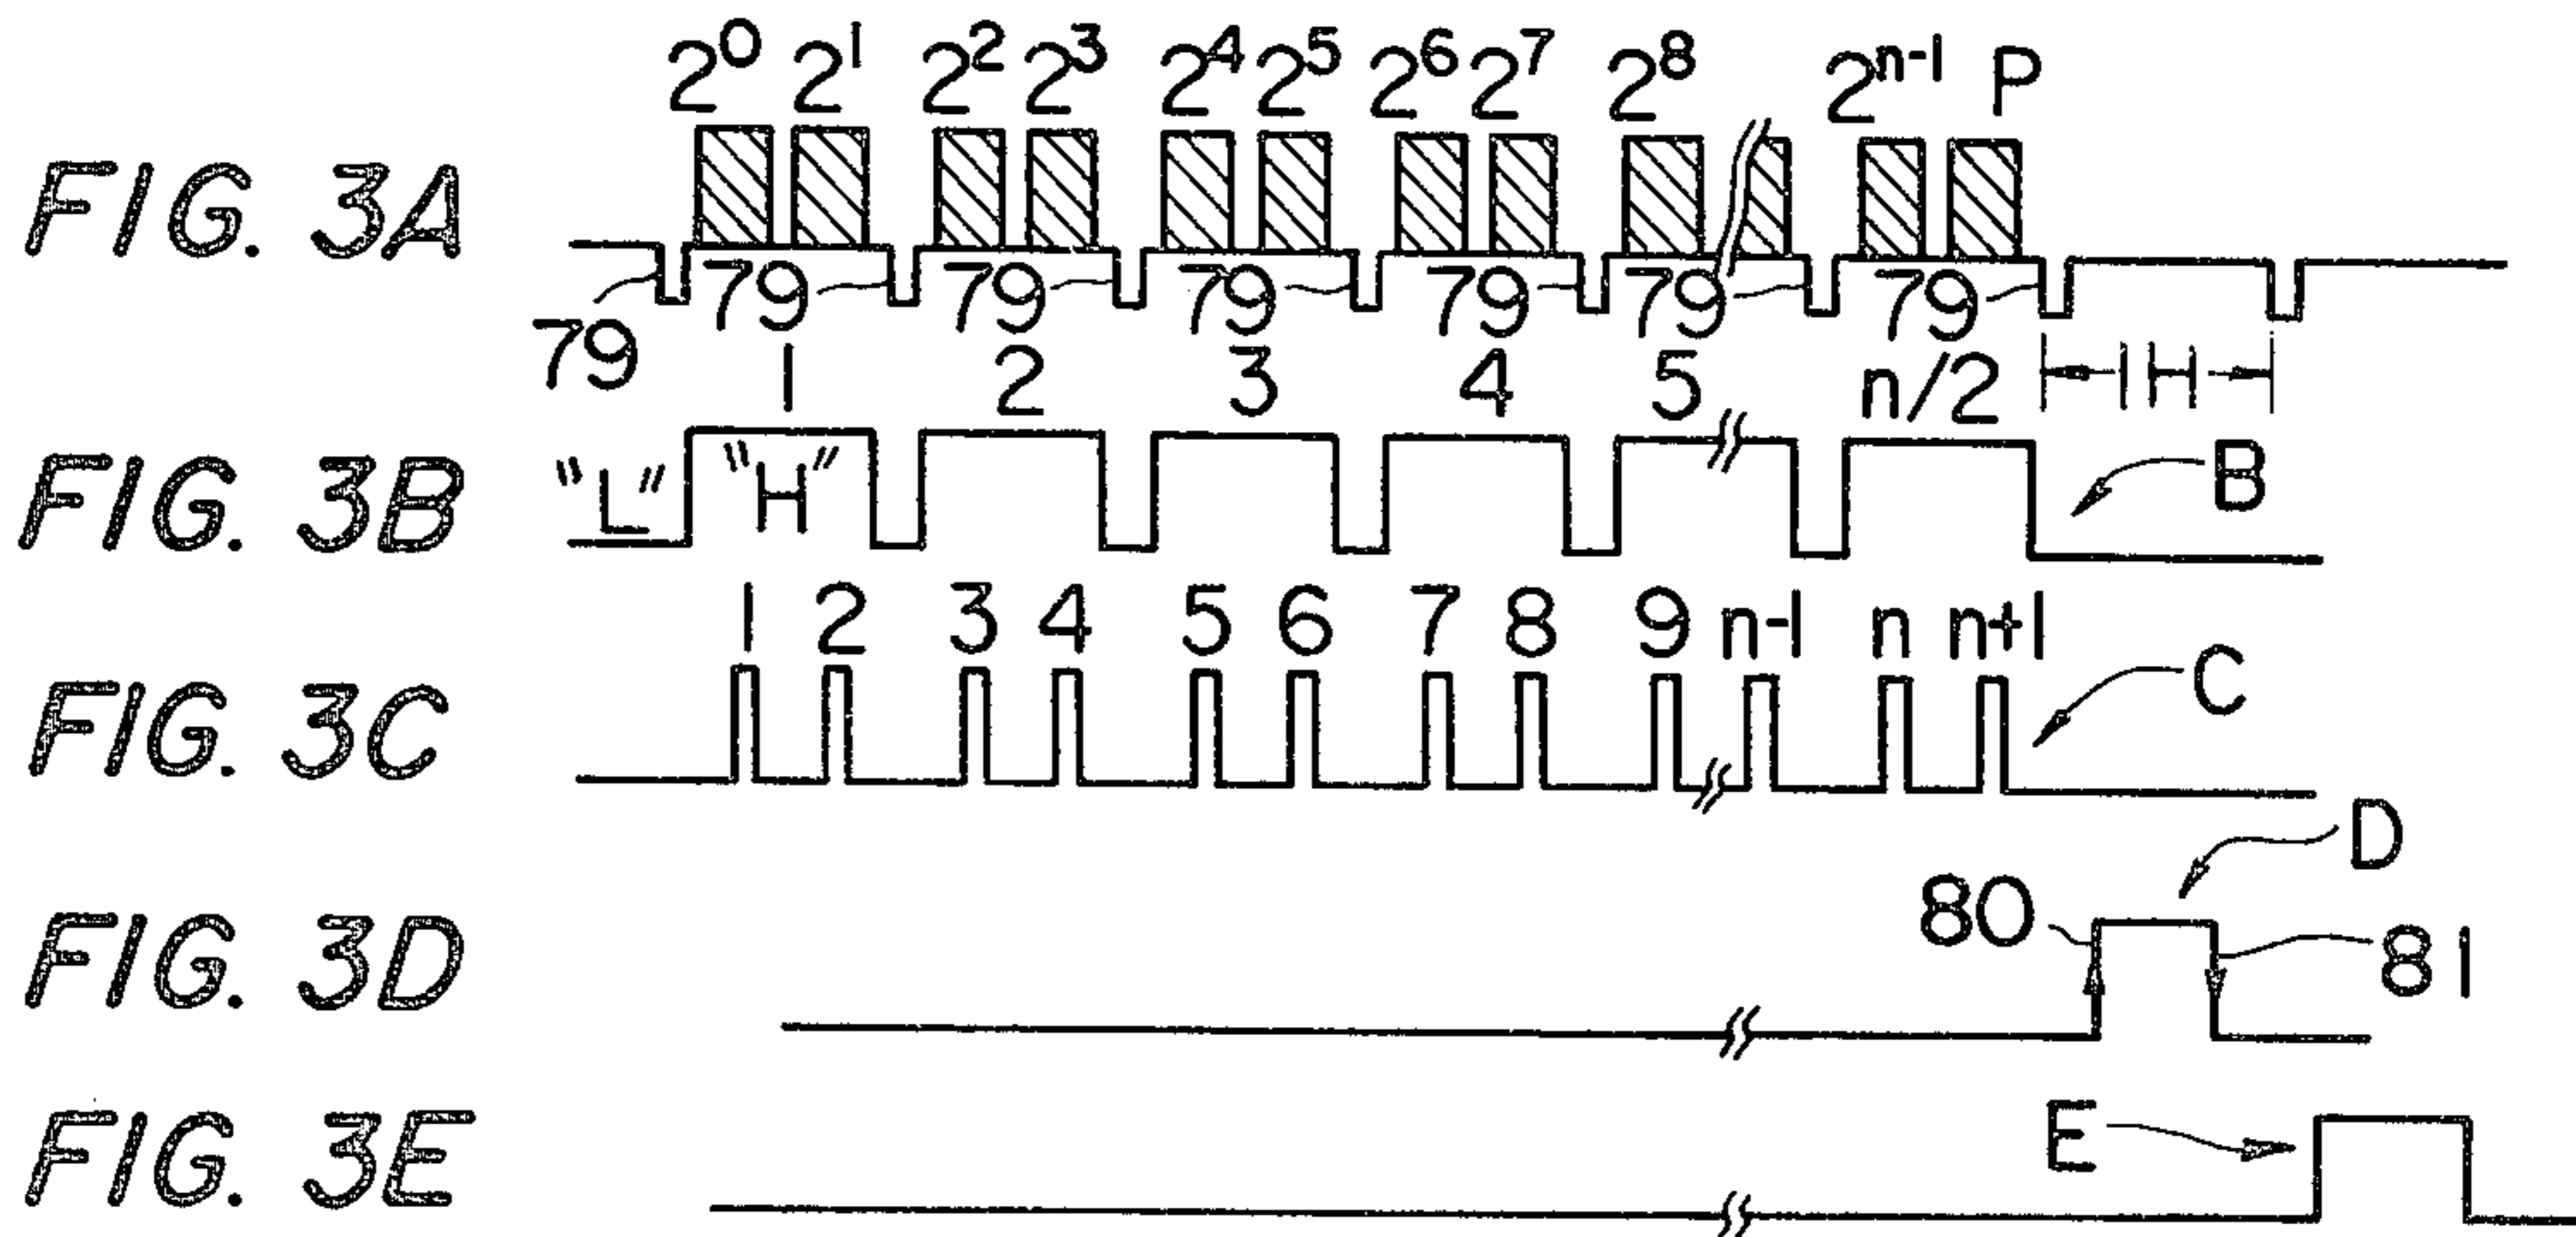 2⁰ 2¹ 2² 2³ 2⁴ 2⁵ 2⁶ 2⁷ 2⁸ 2ⁿ⁻¹ P
FIG. 3A
79 79 79 79 79 79 79
1 2 3 4 5 n/2 1H
FIG. 3B "L" "H" B
1 2 3 4 5 6 7 8 9 n-1 n n+1
FIG. 3C C
D
FIG. 3D 80 81
FIG. 3E E